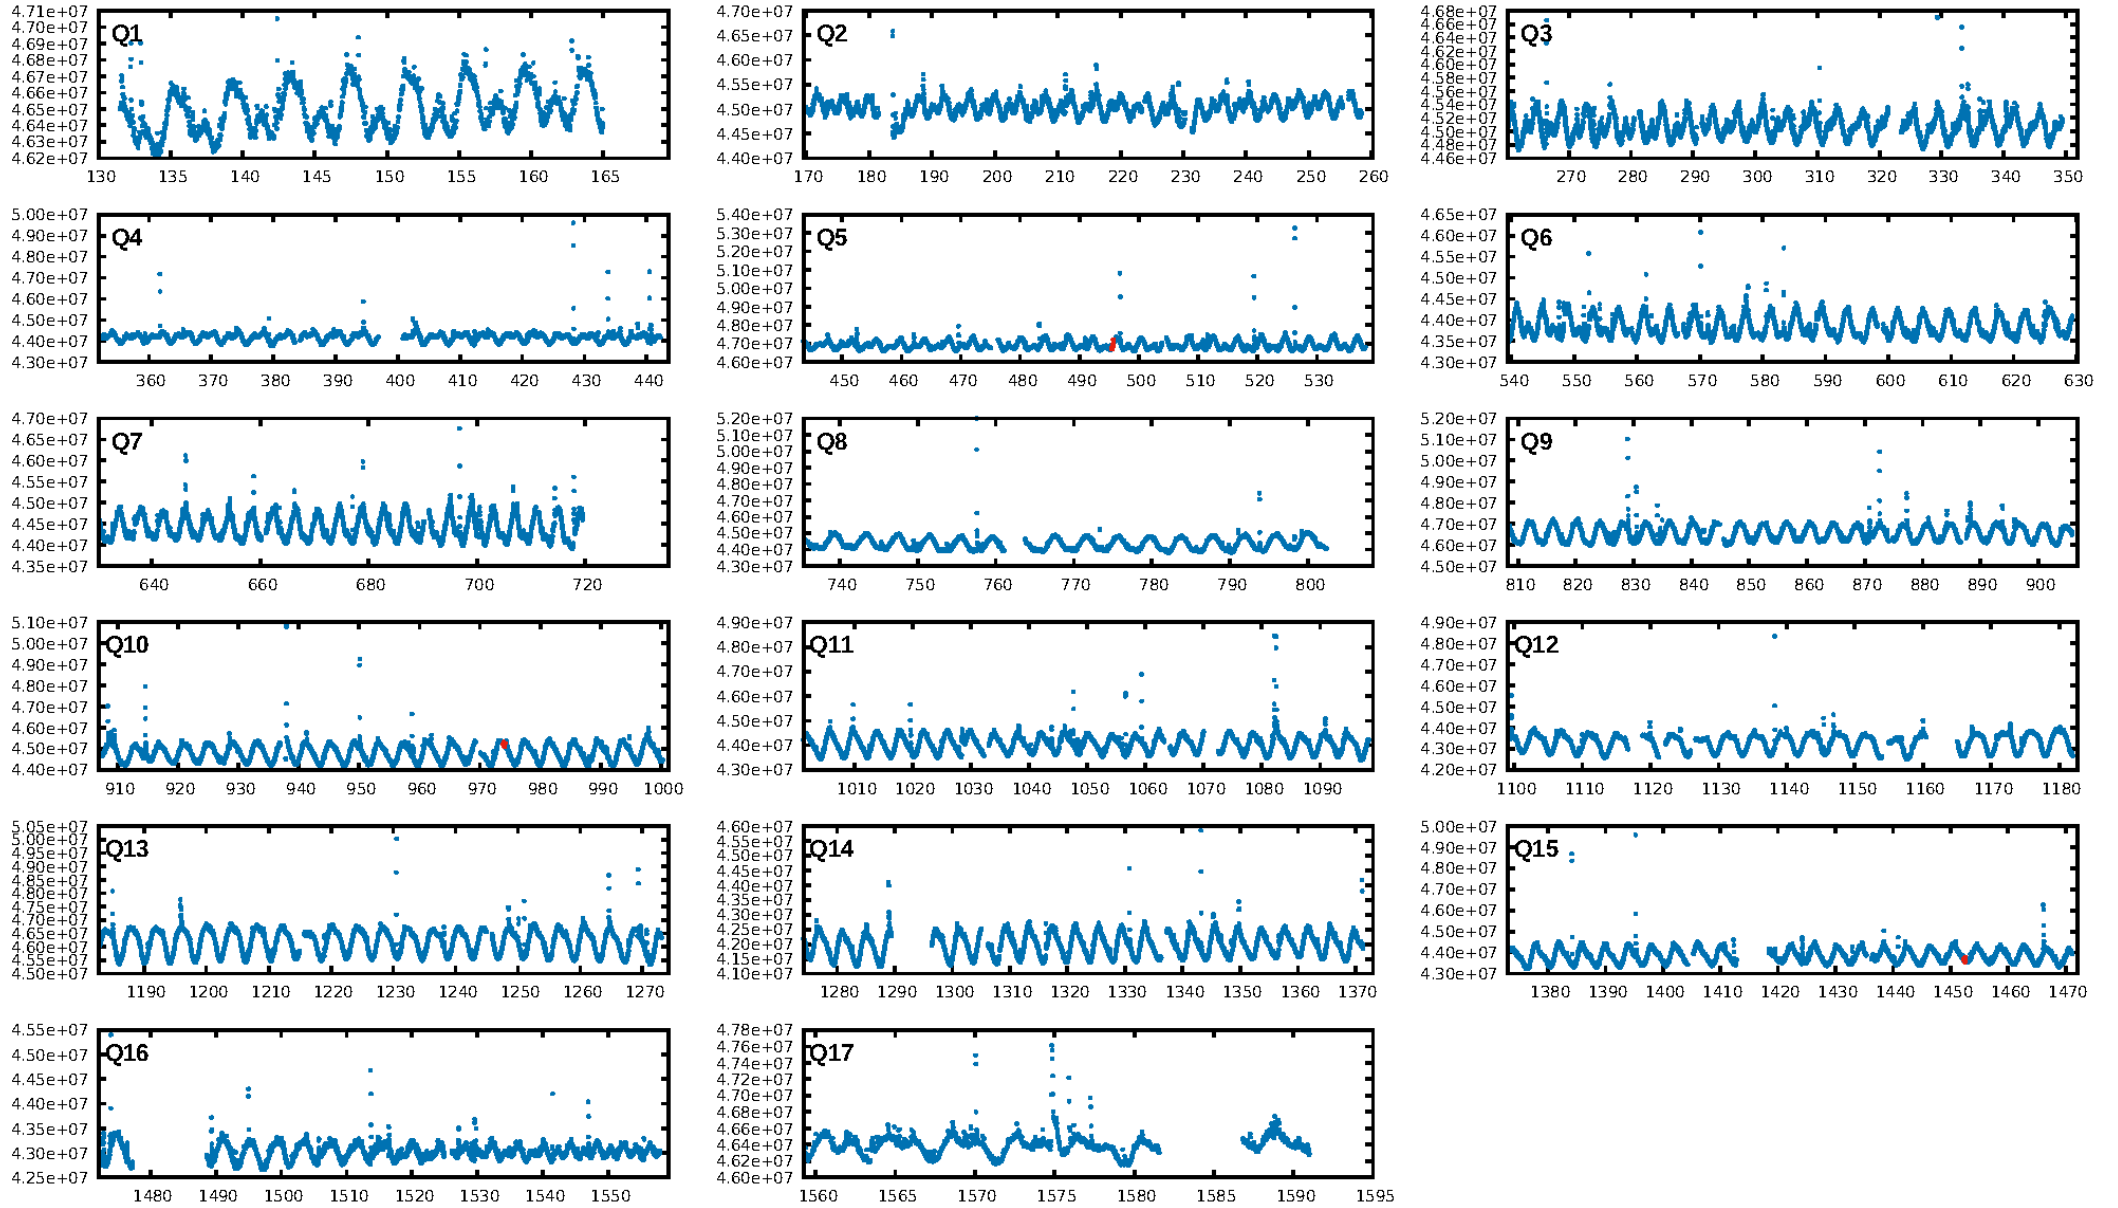 4.71e+07
4.70e+07
4.69e+07
4.68e+07
4.67e+07
4.66e+07
4.65e+07
4.64e+07
4.63e+07
4.62e+07
Q1
130 135 140 145 150 155 160 165
4.70e+07
4.65e+07
4.60e+07
4.55e+07
4.50e+07
4.45e+07
4.40e+07
Q2
170 180 190 200 210 220 230 240 250 260
4.68e+07
4.66e+07
4.64e+07
4.62e+07
4.60e+07
4.58e+07
4.56e+07
4.54e+07
4.52e+07
4.50e+07
4.48e+07
4.46e+07
Q3
270 280 290 300 310 320 330 340 350
5.00e+07
4.90e+07
4.80e+07
4.70e+07
4.60e+07
4.50e+07
4.40e+07
4.30e+07
Q4
360 370 380 390 400 410 420 430 440
5.40e+07
5.30e+07
5.20e+07
5.10e+07
5.00e+07
4.90e+07
4.80e+07
4.70e+07
4.60e+07
Q5
450 460 470 480 490 500 510 520 530
4.65e+07
4.60e+07
4.55e+07
4.50e+07
4.45e+07
4.40e+07
4.35e+07
4.30e+07
Q6
540 550 560 570 580 590 600 610 620 630
4.70e+07
4.65e+07
4.60e+07
4.55e+07
4.50e+07
4.45e+07
4.40e+07
4.35e+07
Q7
640 660 680 700 720
5.20e+07
5.10e+07
5.00e+07
4.90e+07
4.80e+07
4.70e+07
4.60e+07
4.50e+07
4.40e+07
4.30e+07
Q8
740 750 760 770 780 790 800
5.20e+07
5.10e+07
5.00e+07
4.90e+07
4.80e+07
4.70e+07
4.60e+07
4.50e+07
Q9
810 820 830 840 850 860 870 880 890 900
5.10e+07
5.00e+07
4.90e+07
4.80e+07
4.70e+07
4.60e+07
4.50e+07
4.40e+07
Q10
910 920 930 940 950 960 970 980 990 1000
4.90e+07
4.80e+07
4.70e+07
4.60e+07
4.50e+07
4.40e+07
4.30e+07
Q11
1010 1020 1030 1040 1050 1060 1070 1080 1090
4.90e+07
4.80e+07
4.70e+07
4.60e+07
4.50e+07
4.40e+07
4.30e+07
4.20e+07
Q12
1100 1110 1120 1130 1140 1150 1160 1170 1180
5.05e+07
5.00e+07
4.95e+07
4.90e+07
4.85e+07
4.80e+07
4.75e+07
4.70e+07
4.65e+07
4.60e+07
4.55e+07
4.50e+07
Q13
1190 1200 1210 1220 1230 1240 1250 1260 1270
4.60e+07
4.55e+07
4.50e+07
4.45e+07
4.40e+07
4.35e+07
4.30e+07
4.25e+07
4.20e+07
4.15e+07
4.10e+07
Q14
1280 1290 1300 1310 1320 1330 1340 1350 1360 1370
5.00e+07
4.90e+07
4.80e+07
4.70e+07
4.60e+07
4.50e+07
4.40e+07
4.30e+07
Q15
1380 1390 1400 1410 1420 1430 1440 1450 1460 1470
4.55e+07
4.50e+07
4.45e+07
4.40e+07
4.35e+07
4.30e+07
4.25e+07
Q16
1480 1490 1500 1510 1520 1530 1540 1550
4.78e+07
4.76e+07
4.74e+07
4.72e+07
4.70e+07
4.68e+07
4.66e+07
4.64e+07
4.62e+07
4.60e+07
Q17
1560 1565 1570 1575 1580 1585 1590 1595